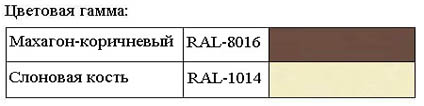 Цветовая гамма:
Махагон-коричневый RAL-8016
Слоновая кость RAL-1014